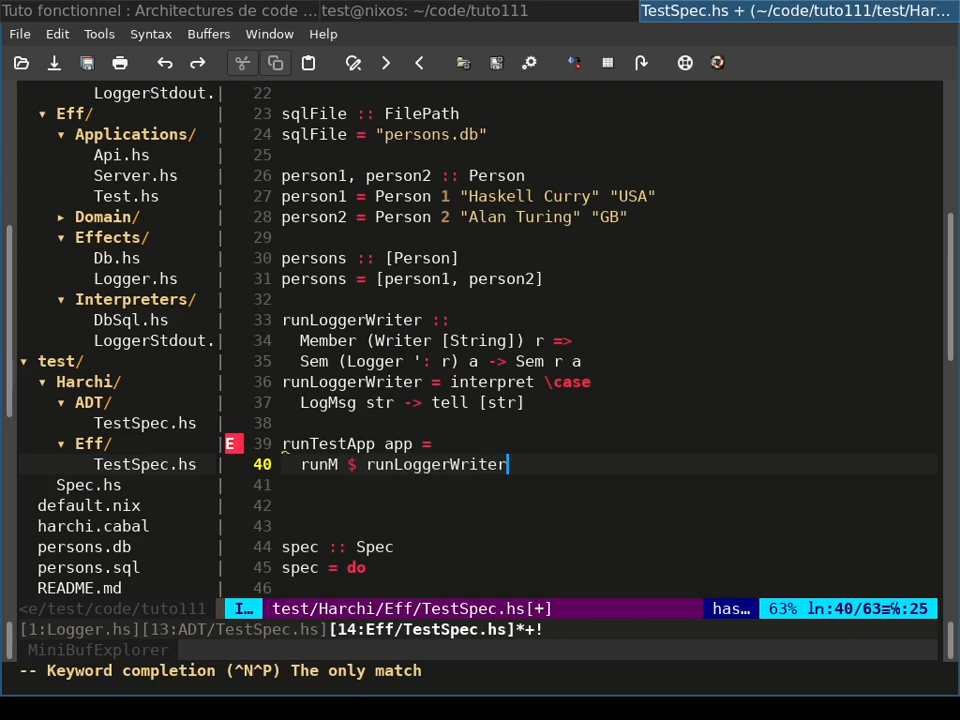 Tuto fonctionnel : Architectures de code ...
test@nixos: ~/code/tuto111
TestSpec.hs + (~/code/tuto111/test/Har...
File Edit Tools Syntax Buffers Window Help
LoggerStdout.
▾ Eff/
▾ Applications/
Api.hs
Server.hs
Test.hs
▸ Domain/
▾ Effects/
Db.hs
Logger.hs
▾ Interpreters/
DbSql.hs
LoggerStdout.
▾ test/
▾ Harchi/
▾ ADT/
TestSpec.hs
▾ Eff/
TestSpec.hs
Spec.hs
default.nix
harchi.cabal
persons.db
persons.sql
README.md
<e/test/code/tuto111
22
23 sqlFile :: FilePath
24 sqlFile = "persons.db"
25
26 person1, person2 :: Person
27 person1 = Person 1 "Haskell Curry" "USA"
28 person2 = Person 2 "Alan Turing" "GB"
29
30 persons :: [Person]
31 persons = [person1, person2]
32
33 runLoggerWriter ::
34 Member (Writer [String]) r =>
35 Sem (Logger ': r) a -> Sem r a
36 runLoggerWriter = interpret \case
37 LogMsg str -> tell [str]
38
E 39 runTestApp app =
40 runM $ runLoggerWriter
41
42
43
44 spec :: Spec
45 spec = do
46
I… test/Harchi/Eff/TestSpec.hs[+] has… 63% ln:40/63≡℅:25
[1:Logger.hs][13:ADT/TestSpec.hs][14:Eff/TestSpec.hs]*+!
MiniBufExplorer
-- Keyword completion (^N^P) The only match